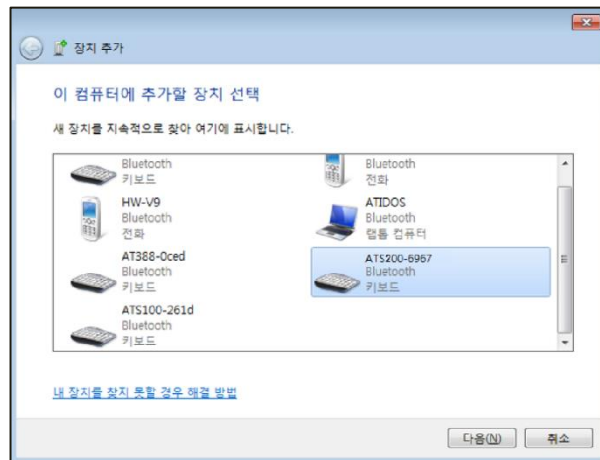 장치 추가
이 컴퓨터에 추가할 장치 선택
새 장치를 지속적으로 찾아 여기에 표시합니다.
Bluetooth
키보드
Bluetooth
전화
HW-V9
Bluetooth
전화
ATIDOS
Bluetooth
랩톱 컴퓨터
AT388-0ced
Bluetooth
키보드
ATS200-6967
Bluetooth
키보드
ATS100-261d
Bluetooth
키보드
내 장치를 찾지 못할 경우 해결 방법
다음(N)
취소